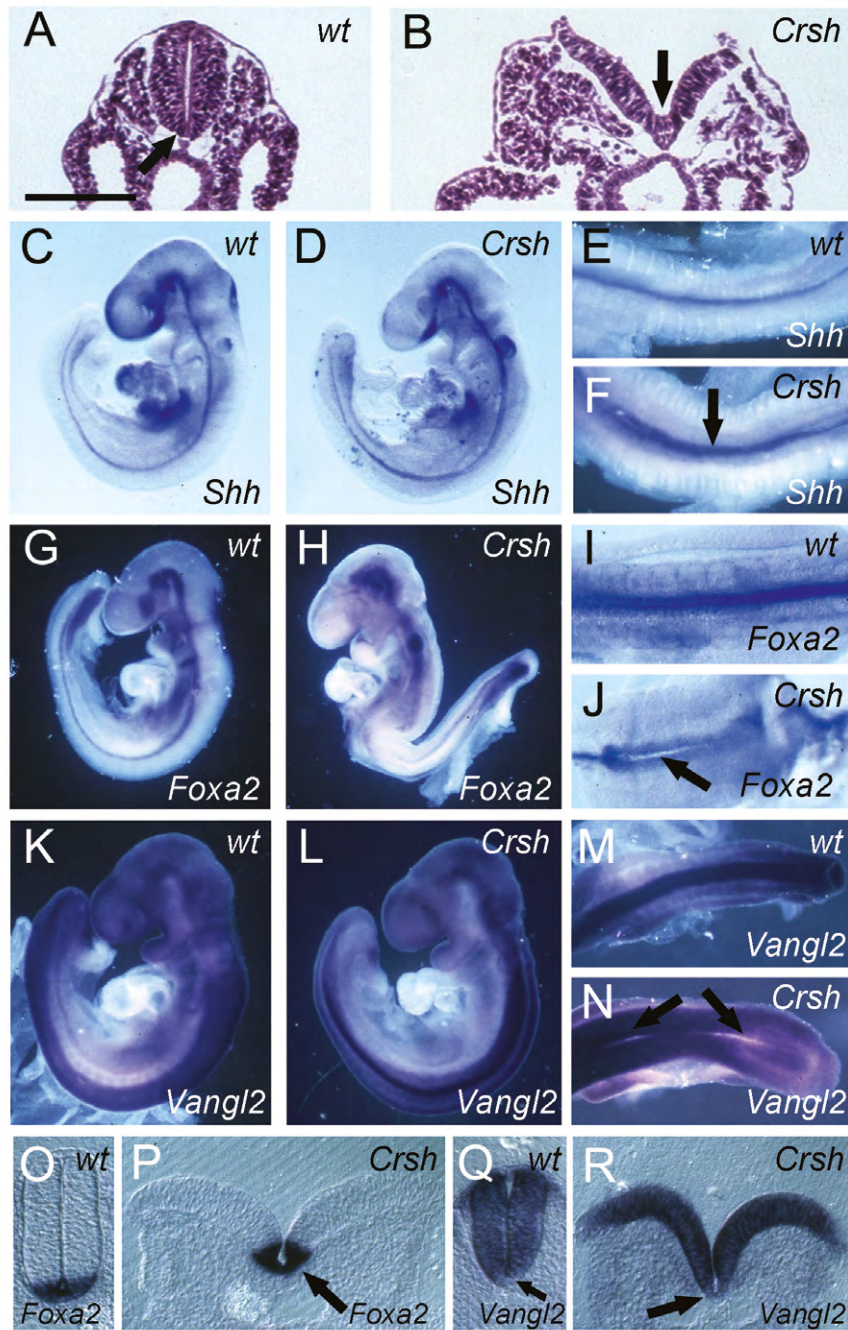 A wt
B Crsh
C wt
Shh
D Crsh
Shh
E wt
Shh
F Crsh
Shh
G wt
Foxa2
H Crsh
Foxa2
I wt
Foxa2
J Crsh
Foxa2
K wt
Vangl2
L Crsh
Vangl2
M wt
Vangl2
N Crsh
Vangl2
O wt
Foxa2
P Crsh
Foxa2
Q wt
Vangl2
R Crsh
Vangl2